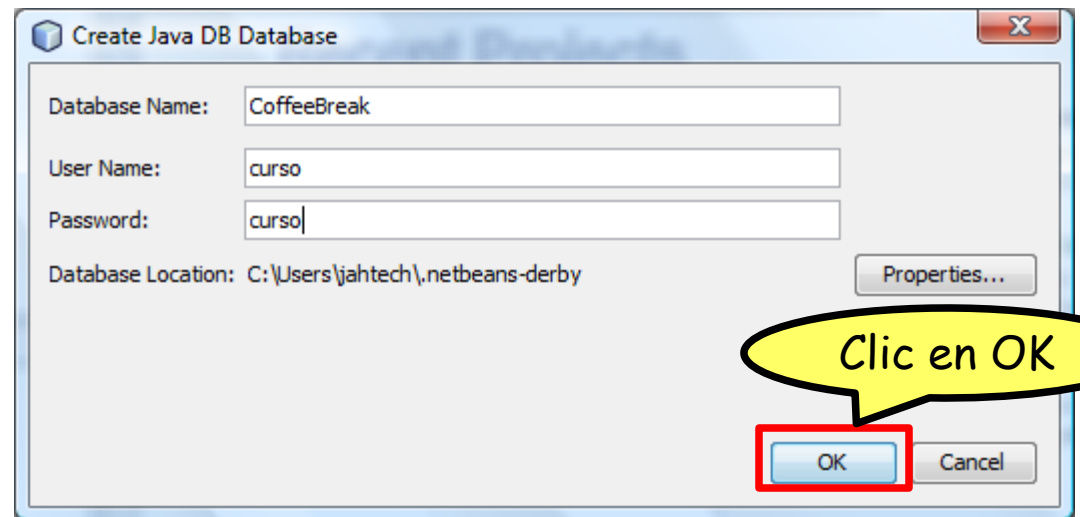 Create Java DB Database
Database Name: CoffeeBreak
User Name: curso
Password: curso
Database Location: C:\Users\jahtech\.netbeans-derby Properties...
Clic en OK
OK Cancel